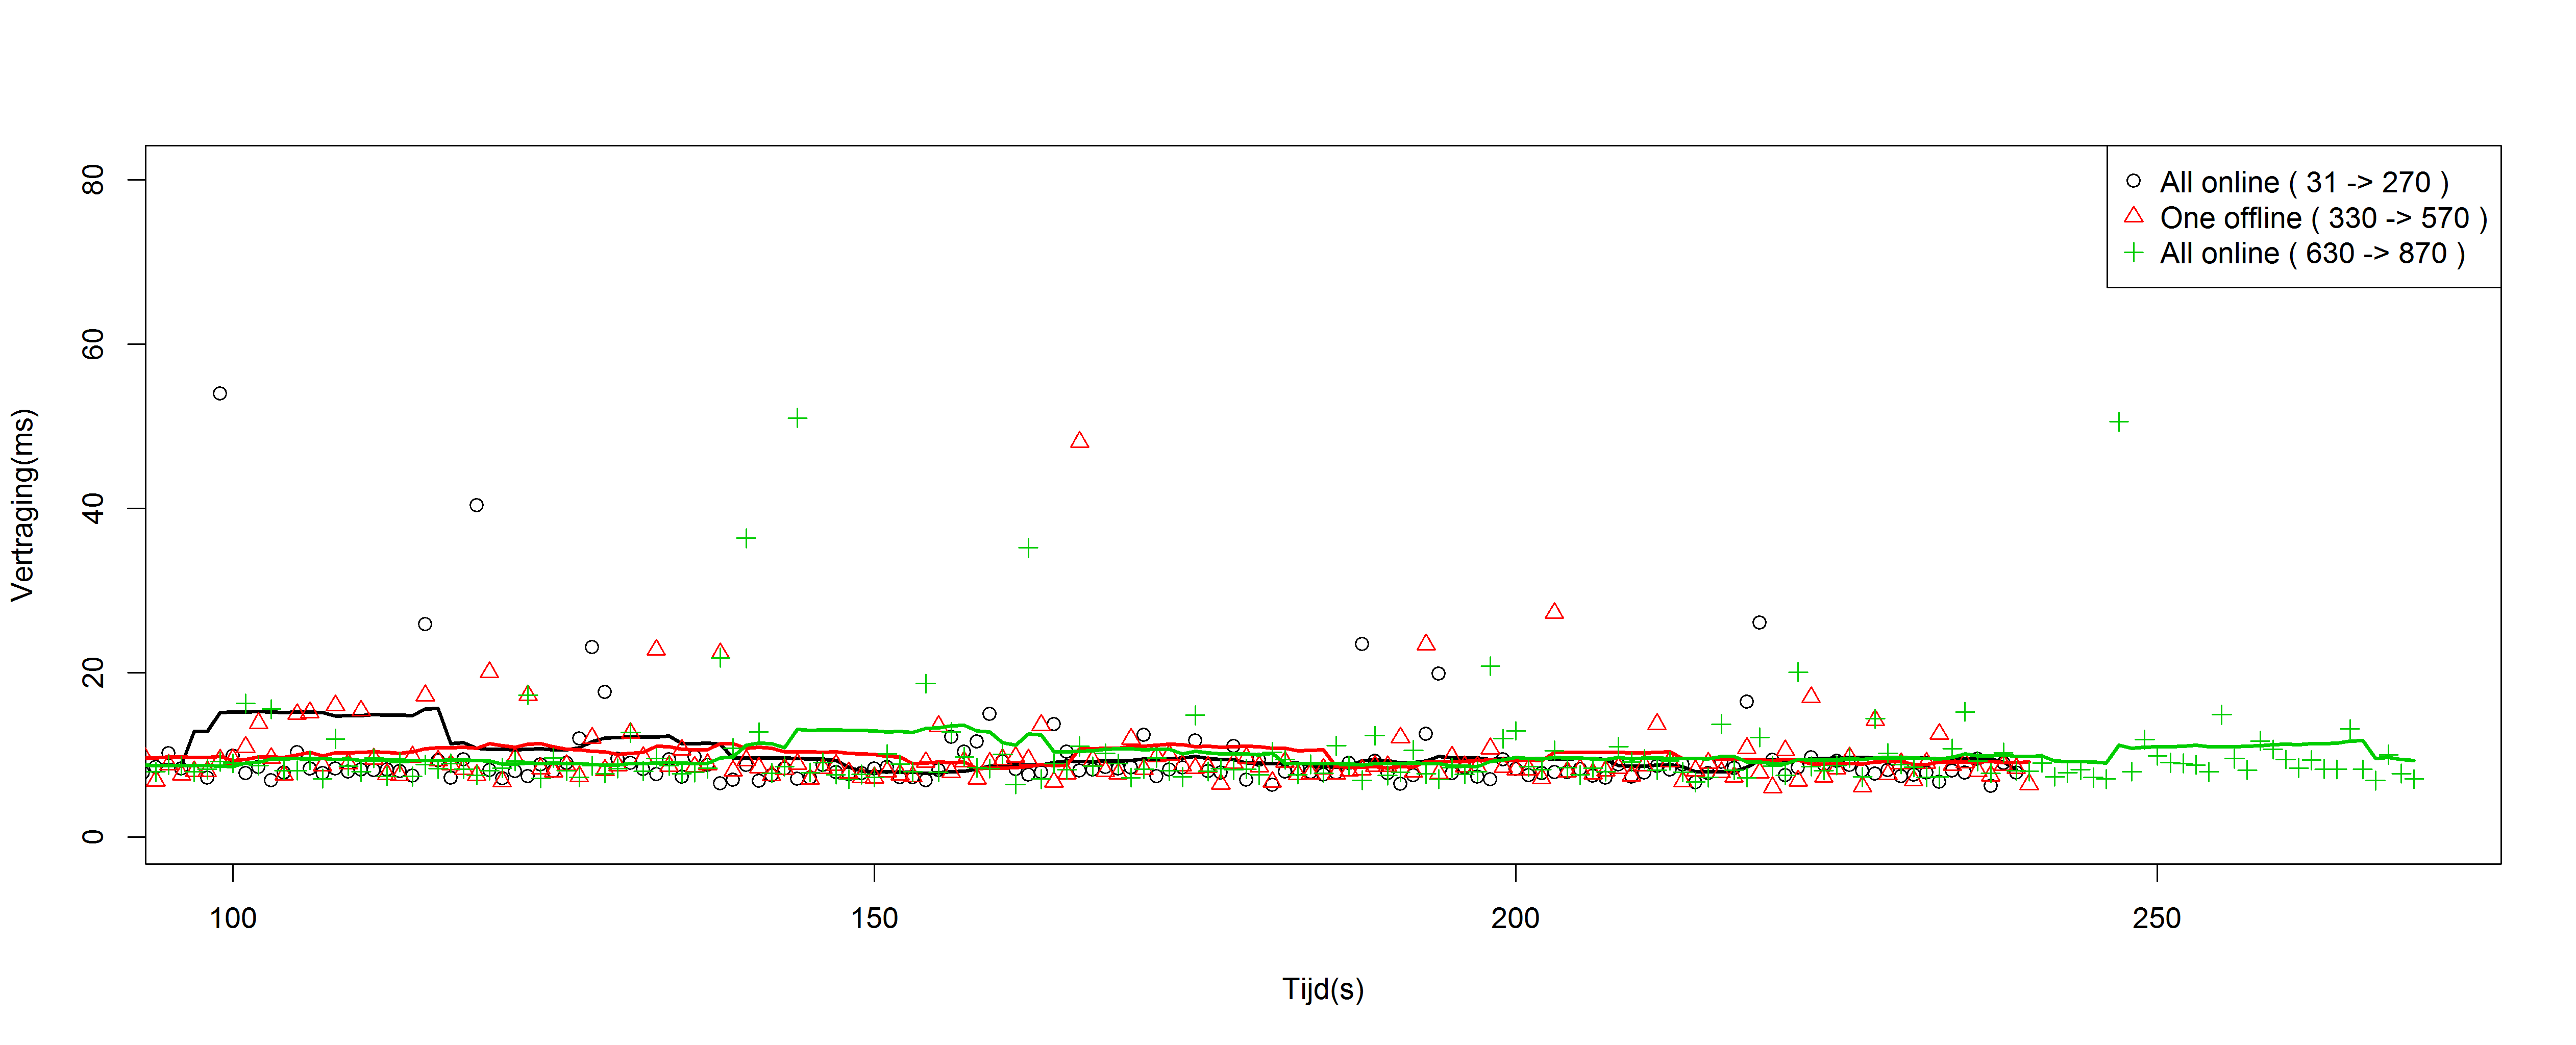 All online ( 31 -> 270 )
One offline ( 330 -> 570 )
All online ( 630 -> 870 )
80
60
40
20
0
Vertraging(ms)
100 150 200 250
Tijd(s)